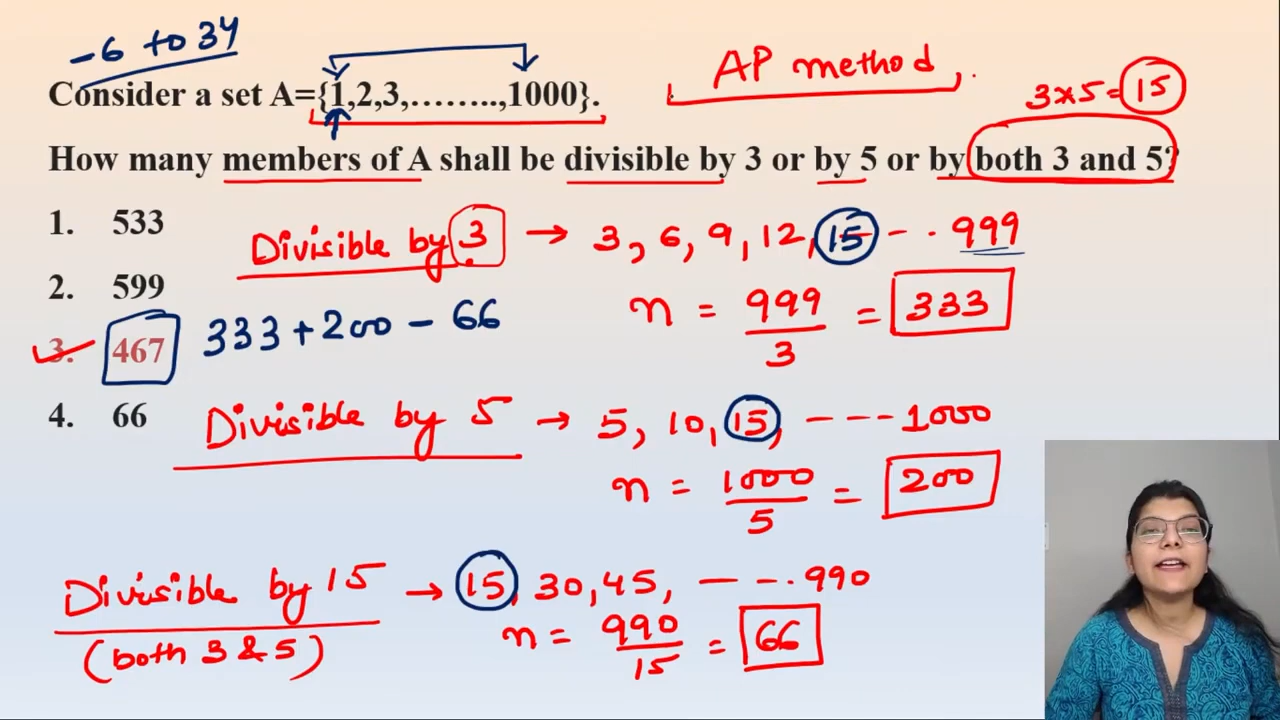 -6 to 34
AP method
Consider a set A={1,2,3,……..,1000}.
3×5=15
How many members of A shall be divisible by 3 or by 5 or by both 3 and 5?
1. 533
Divisible by 3 → 3, 6, 9, 12, 15 -- . 999
2. 599
n = 999/3 = 333
3. 467
333+200-66
4. 66
Divisible by 5 → 5, 10, 15, ---- 1000
n = 1000/5 = 200
Divisible by 15 → 15, 30, 45, -- . 990
(both 3 & 5)
n = 990/15 = 66